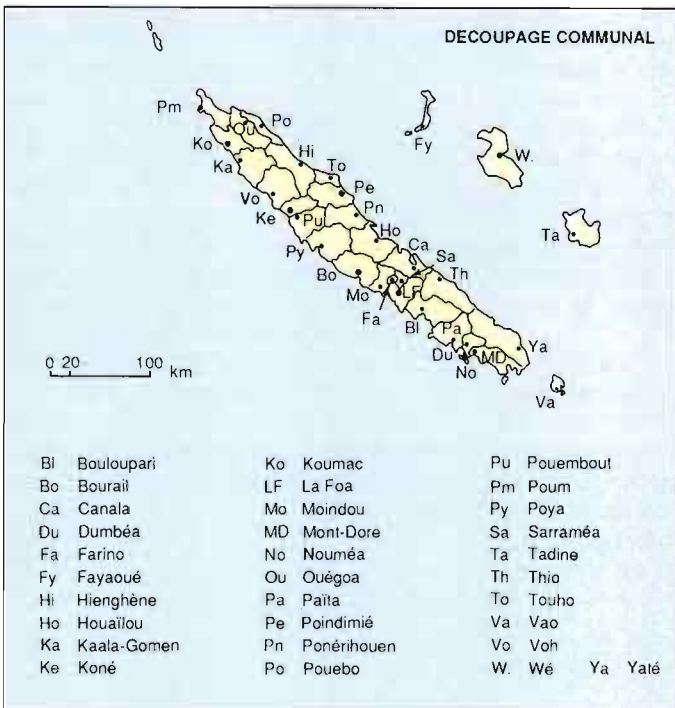 DECOUPAGE COMMUNAL
Pm
Po
Ou
Fy
Ko
Hi
W.
Ka
To
Pe
Vo
Pn
Ke
Pu
Ho
Ta
Py
Ca
Sa
Bo
Th
Mo
LF
Fa
Bl
Pa
Ya
Du
MD
No
Va
0 20 100 km
Bl Bouloupari
Bo Bourail
Ca Canala
Du Dumbéa
Fa Farino
Fy Fayaoué
Hi Hienghène
Ho Houaïlou
Ka Kaala-Gomen
Ke Koné
Ko Koumac
LF La Foa
Mo Moindou
MD Mont-Dore
No Nouméa
Ou Ouégoa
Pa Païta
Pe Poindimié
Pn Ponérihouen
Po Pouebo
Pu Pouembout
Pm Poum
Py Poya
Sa Sarraméa
Ta Tadine
Th Thio
To Touho
Va Vao
Vo Voh
W. Wé Ya Yaté